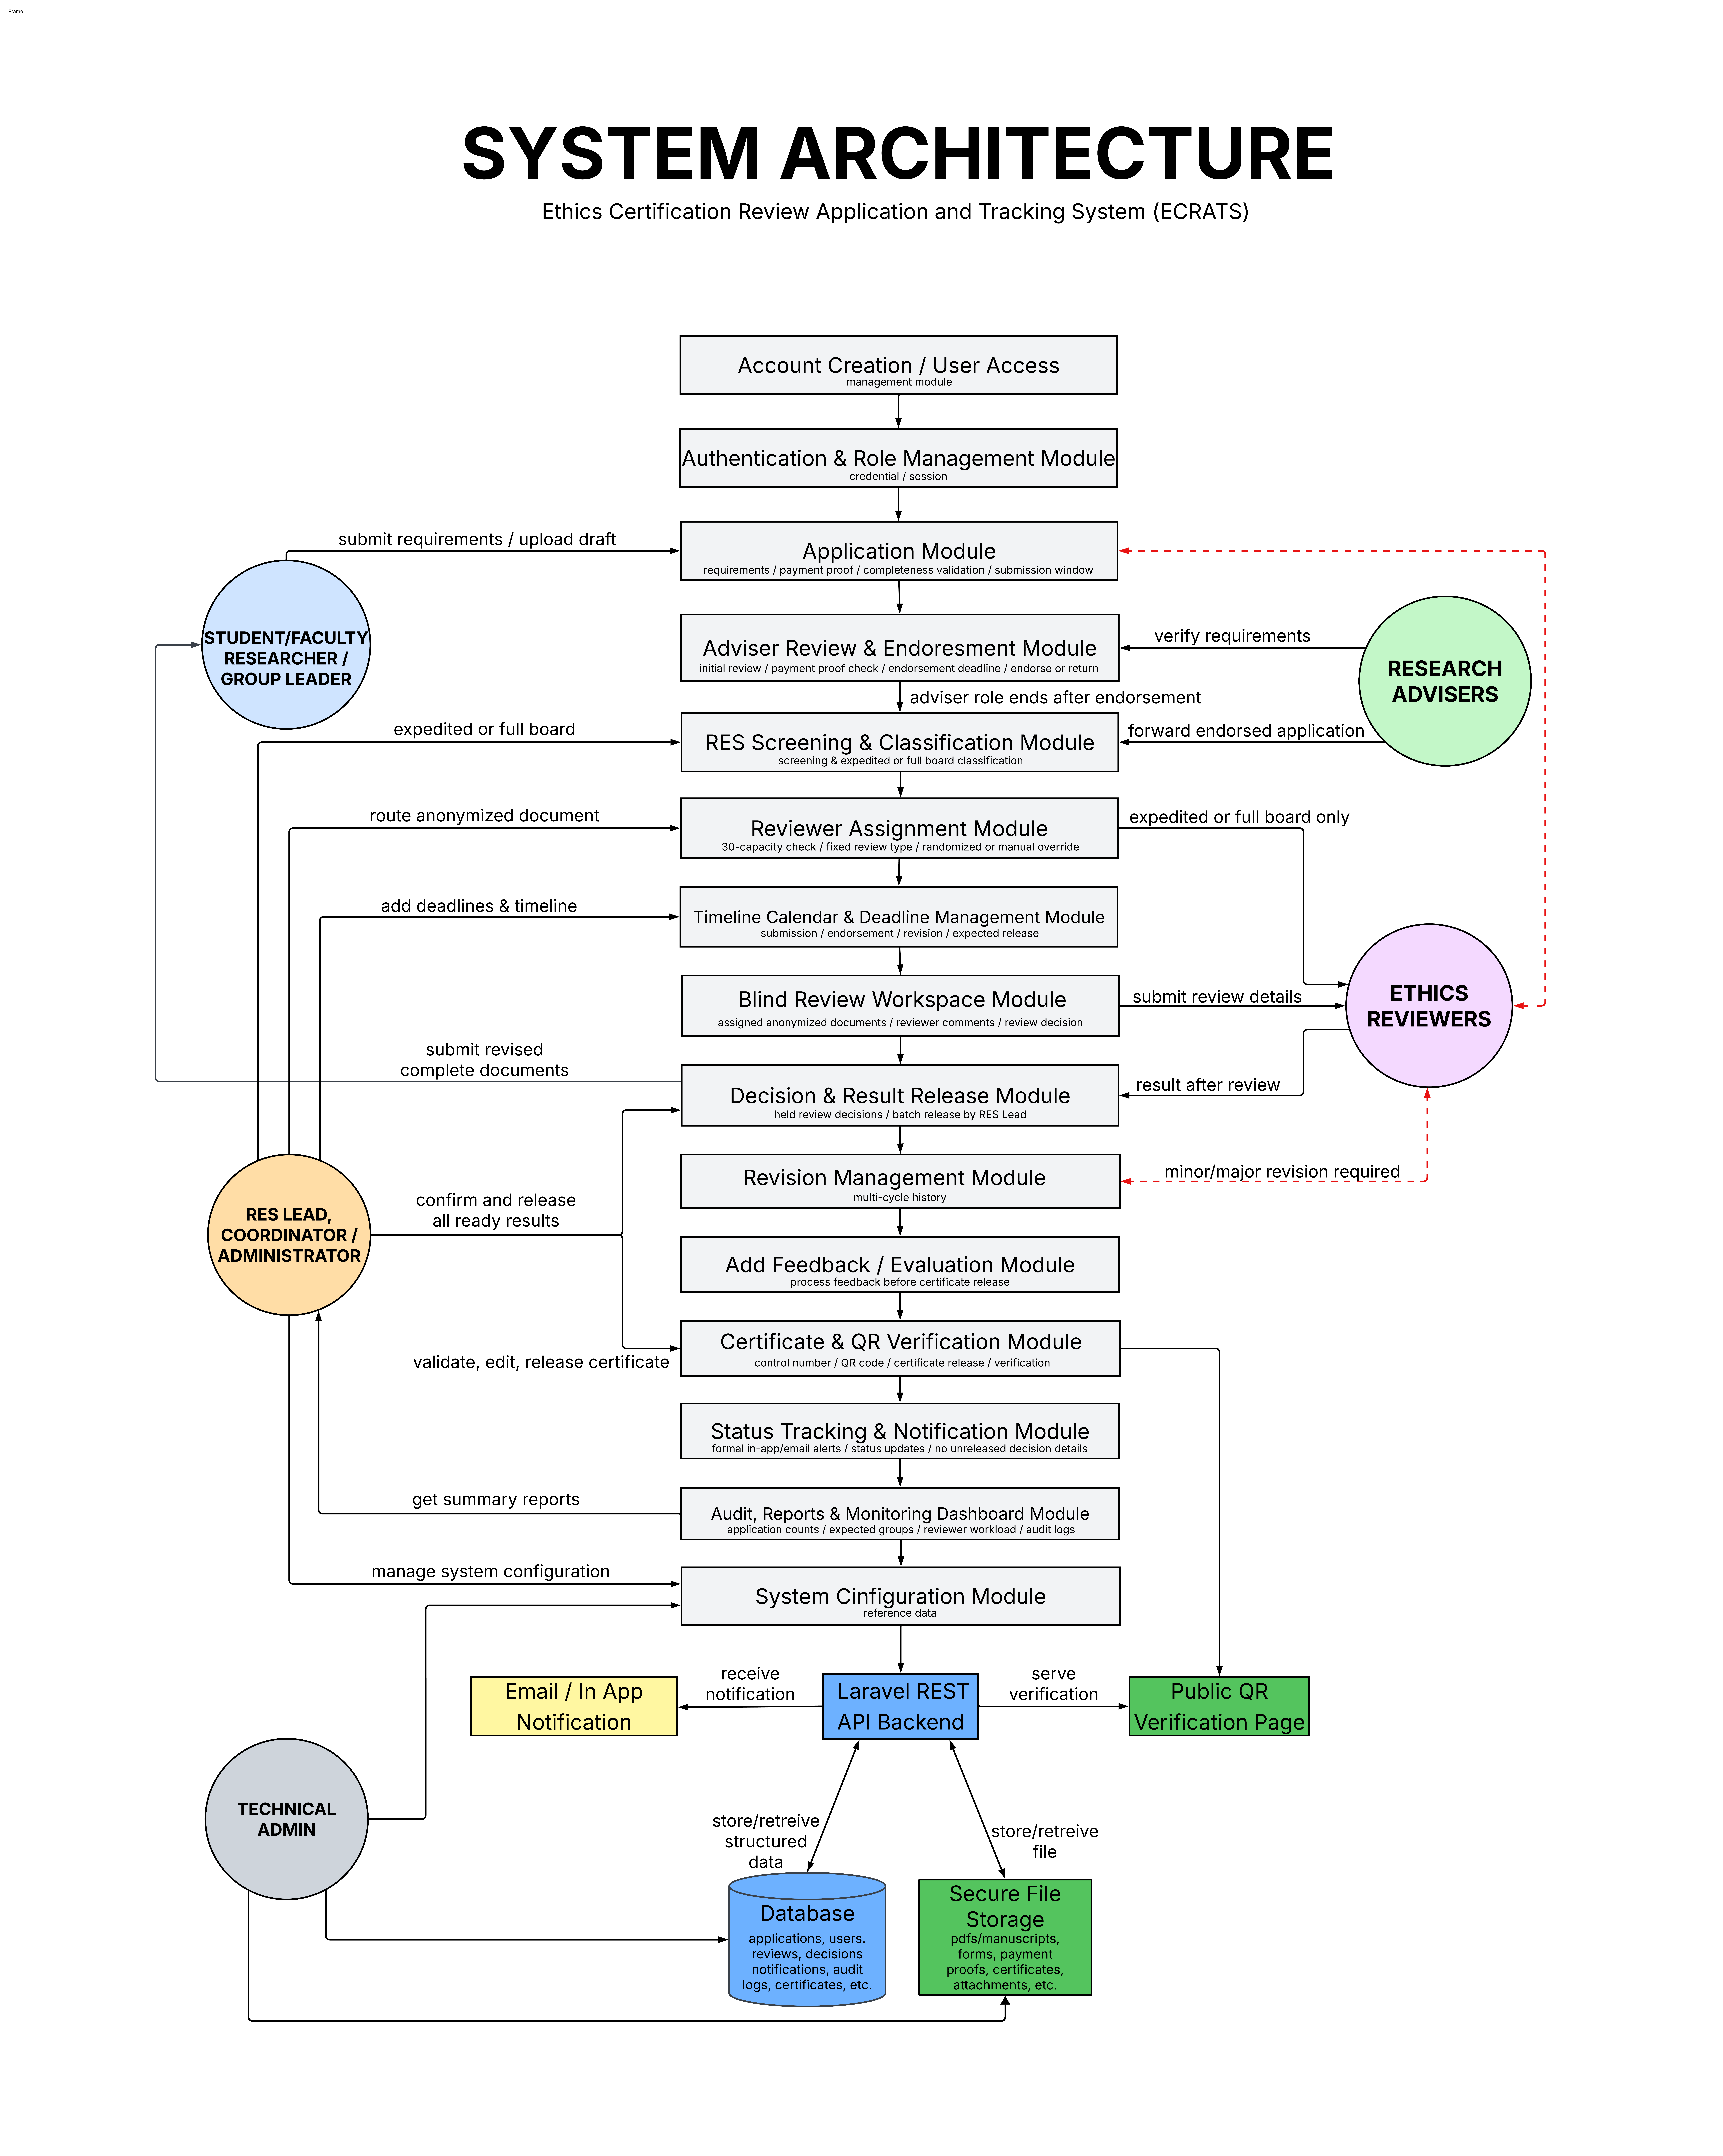 SYSTEM ARCHITECTURE
Ethics Certification Review Application and Tracking System (ECRATS)
Account Creation / User Access
management module
Authentication & Role Management Module
credential / session
submit requirements / upload draft
Application Module
requirements / payment proof / completeness validation / submission window
STUDENT/FACULTY
RESEARCHER /
GROUP LEADER
Adviser Review & Endoresment Module
initial review / payment proof check / endorsement deadline / endorse or return
verify requirements
RESEARCH
ADVISERS
adviser role ends after endorsement
expedited or full board
RES Screening & Classification Module
screening & expedited or full board classification
forward endorsed application
route anonymized document
Reviewer Assignment Module
30-capacity check / fixed review type / randomized or manual override
expedited or full board only
add deadlines & timeline
Timeline Calendar & Deadline Management Module
submission / endorsement / revision / expected release
Blind Review Workspace Module
assigned anonymized documents / reviewer comments / review decision
submit review details
ETHICS
REVIEWERS
submit revised
complete documents
Decision & Result Release Module
held review decisions / batch release by RES Lead
result after review
Revision Management Module
multi-cycle history
minor/major revision required
confirm and release
all ready results
RES LEAD,
COORDINATOR /
ADMINISTRATOR
Add Feedback / Evaluation Module
process feedback before certificate release
Certificate & QR Verification Module
control number / QR code / certificate release / verification
validate, edit, release certificate
Status Tracking & Notification Module
formal in-app/email alerts / status updates / no unreleased decision details
get summary reports
Audit, Reports & Monitoring Dashboard Module
application counts / expected groups / reviewer workload / audit logs
manage system configuration
System Cinfiguration Module
reference data
Email / In App
Notification
receive
notification
Laravel REST
API Backend
serve
verification
Public QR
Verification Page
TECHNICAL
ADMIN
store/retreive
structured
data
store/retreive
file
Database
applications, users.
reviews, decisions
notifications, audit
logs, certificates, etc.
Secure File
Storage
pdfs/manuscripts,
forms, payment
proofs, certificates,
attachments, etc.